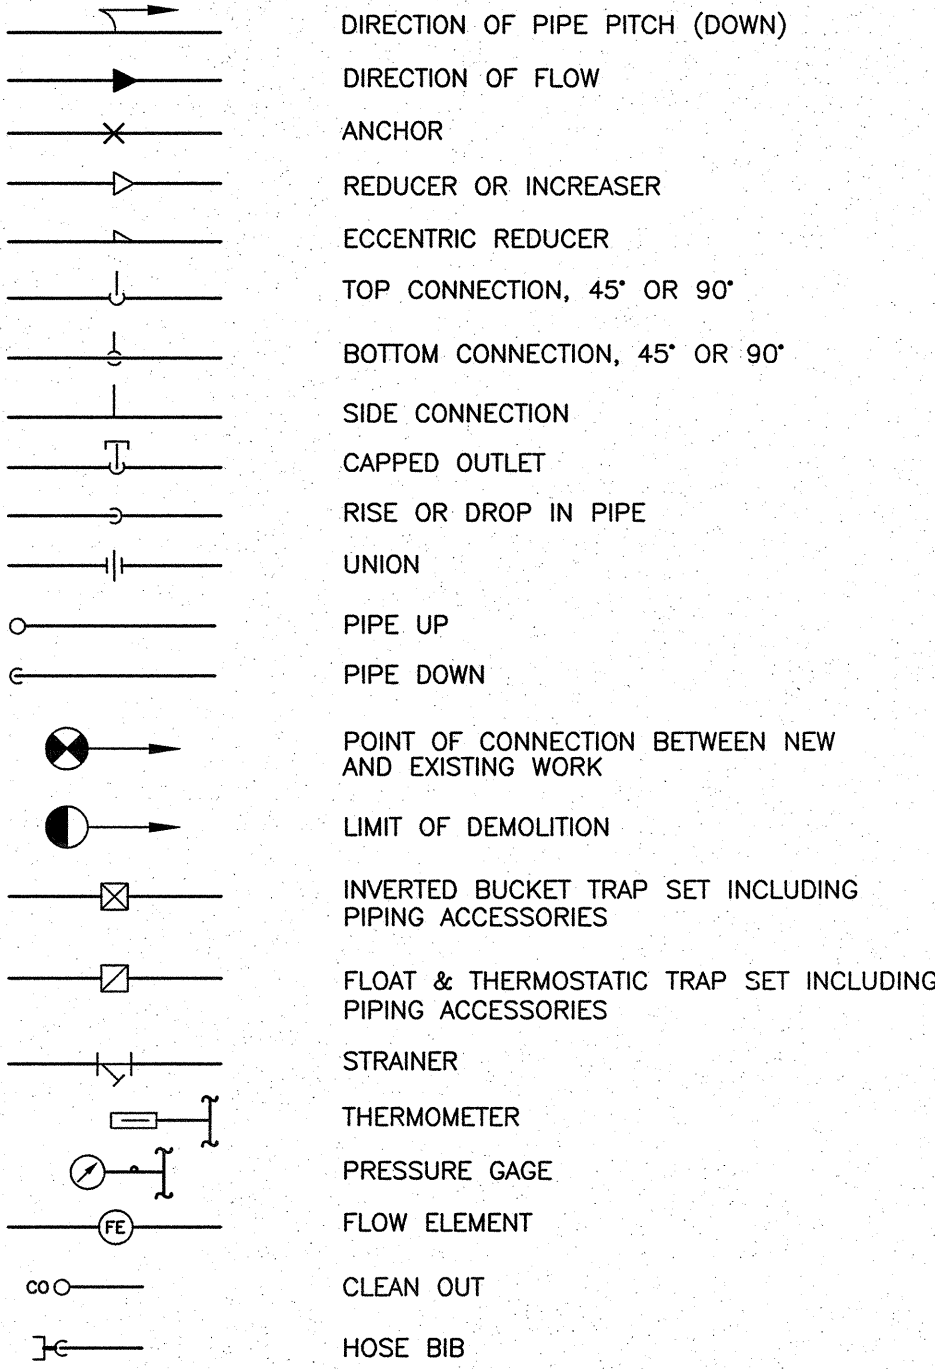 DIRECTION OF PIPE PITCH (DOWN)
DIRECTION OF FLOW
ANCHOR
REDUCER OR INCREASER
ECCENTRIC REDUCER
TOP CONNECTION, 45° OR 90°
BOTTOM CONNECTION, 45° OR 90°
SIDE CONNECTION
CAPPED OUTLET
RISE OR DROP IN PIPE
UNION
PIPE UP
PIPE DOWN
POINT OF CONNECTION BETWEEN NEW
AND EXISTING WORK
LIMIT OF DEMOLITION
INVERTED BUCKET TRAP SET INCLUDING
PIPING ACCESSORIES
FLOAT & THERMOSTATIC TRAP SET INCLUDING
PIPING ACCESSORIES
STRAINER
THERMOMETER
PRESSURE GAGE
FE FLOW ELEMENT
CO CLEAN OUT
HOSE BIB